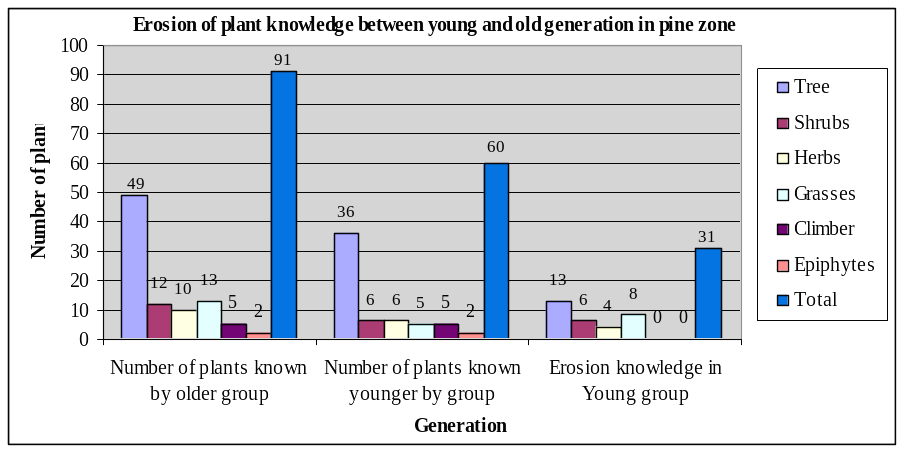 Erosion of plant knowledge between young and old generation in pine zone
Number of plan
100
90
80
70
60
50
40
30
20
10
0
49
12
10
13
5
2
91
36
6
6
5
5
2
60
13
6
4
8
0
0
31
Number of plants known
by older group
Number of plants known
younger by group
Erosion knowledge in
Young group
Generation
Tree
Shrubs
Herbs
Grasses
Climber
Epiphytes
Total